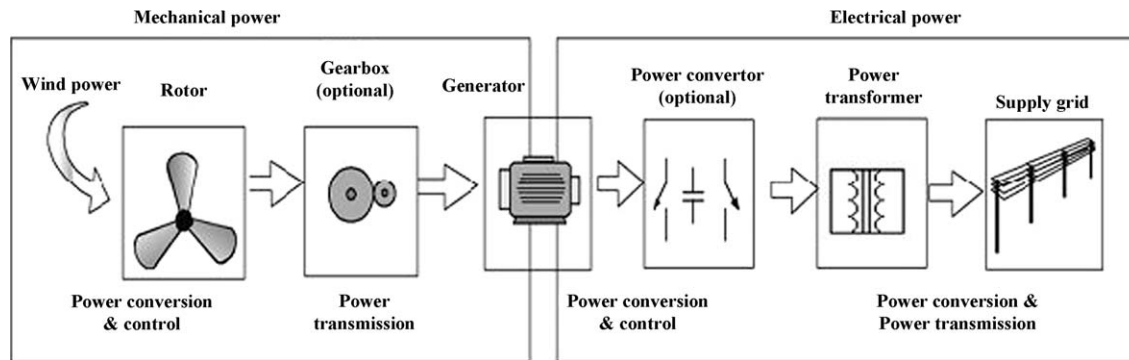 Mechanical power
Electrical power
Wind power
Rotor
Gearbox
(optional)
Generator
Power convertor
(optional)
Power
transformer
Supply grid
Power conversion
& control
Power
transmission
Power conversion
& control
Power conversion &
Power transmission